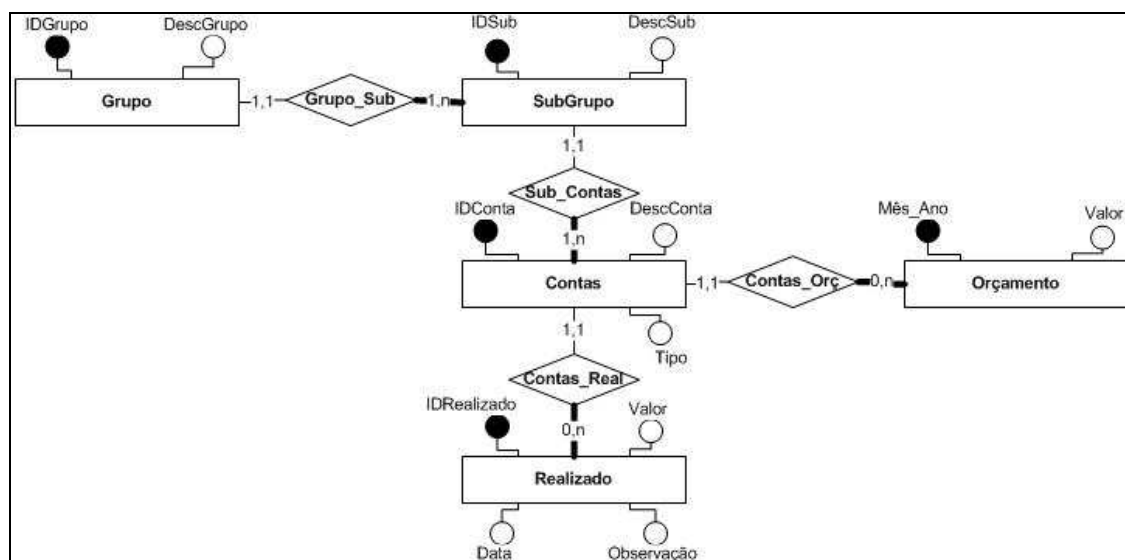 IDGrupo DescGrupo IDSub DescSub
Grupo 1,1 Grupo_Sub 1,n SubGrupo
1,1
Sub_Contas
IDConta DescConta Mês_Ano Valor
1,n
Contas 1,1 Contas_Orç 0,n Orçamento
1,1
Tipo
Contas_Real
IDRealizado Valor
0,n
Realizado
Data Observação